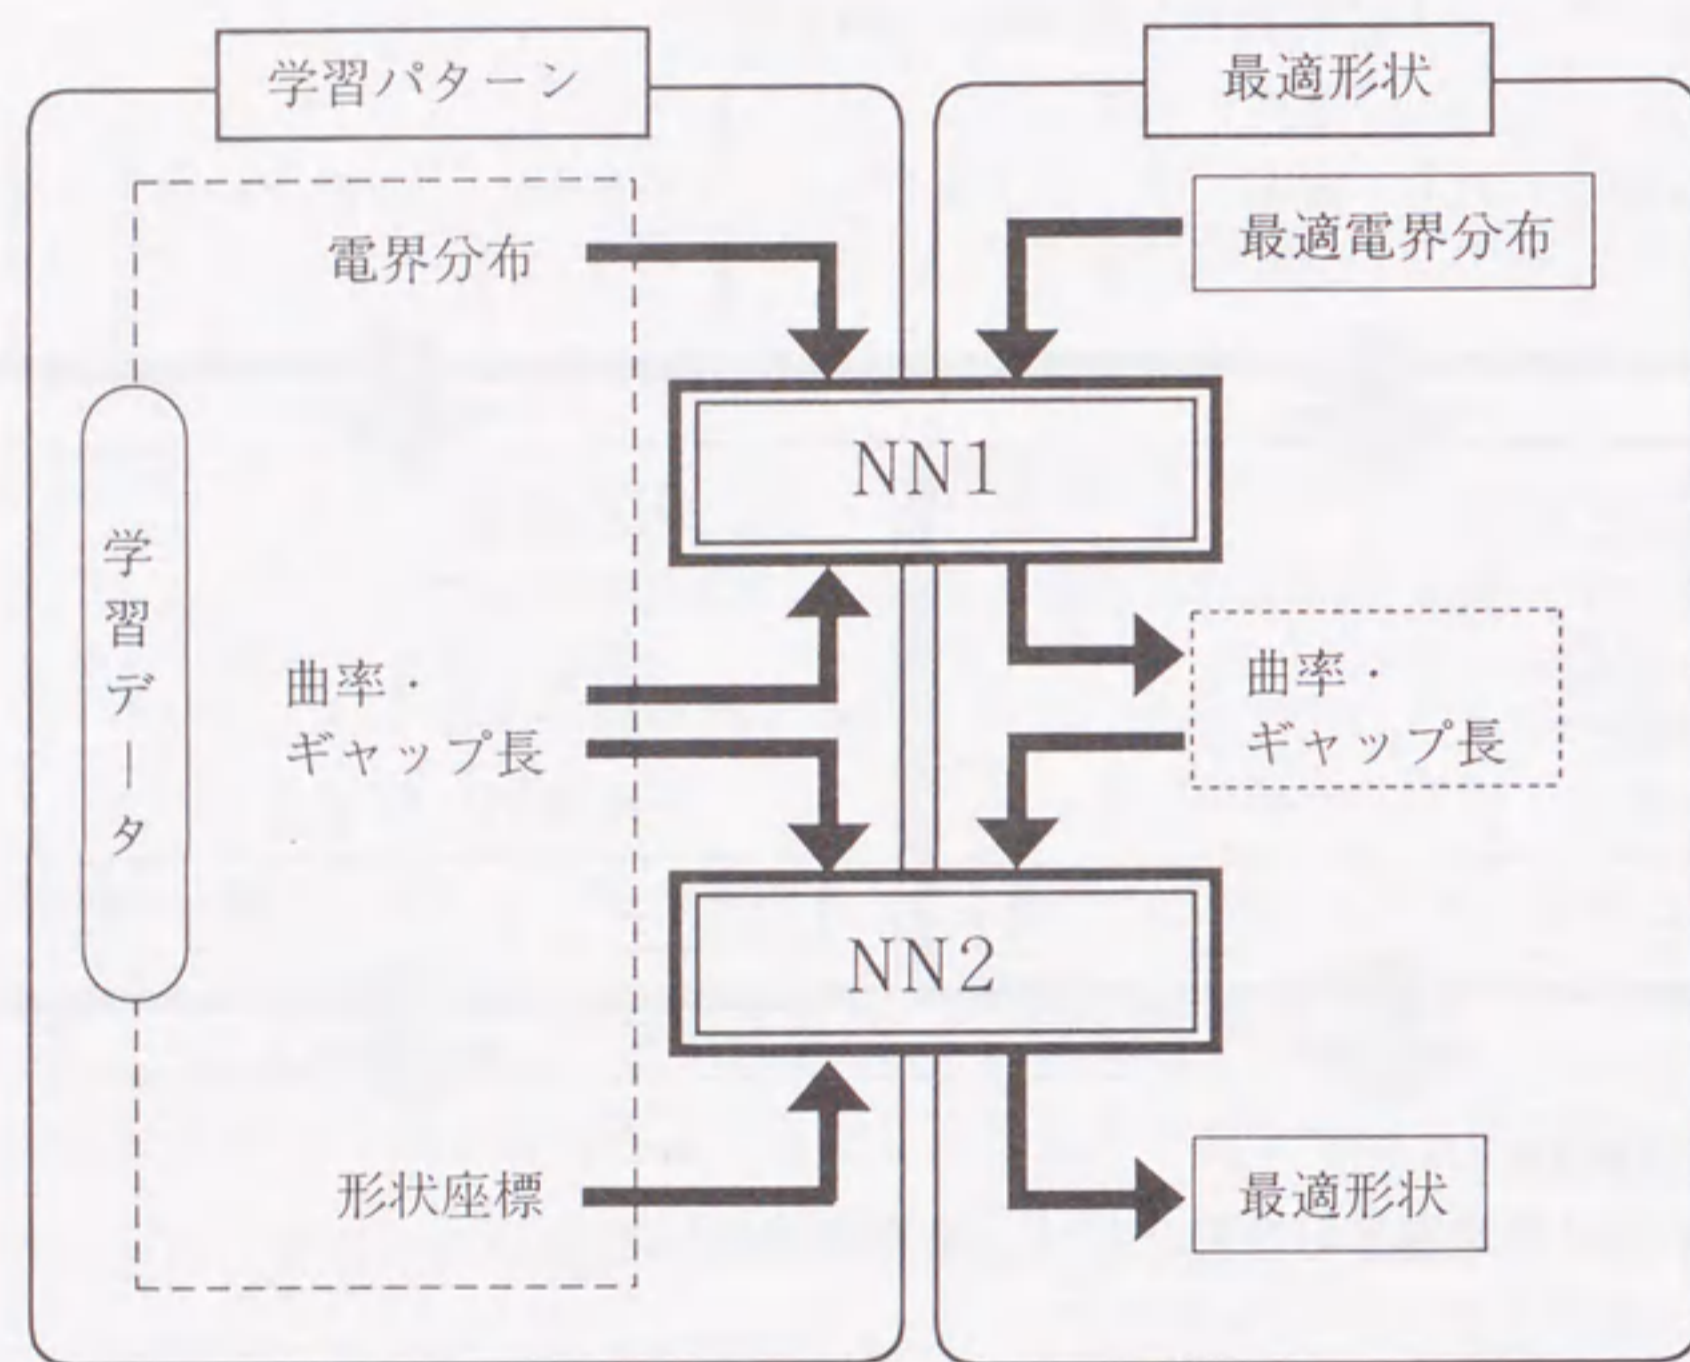 学習パターン
最適形状
電界分布
最適電界分布
NN1
学習データ
曲率・
ギャップ長
曲率・
ギャップ長
NN2
形状座標
最適形状